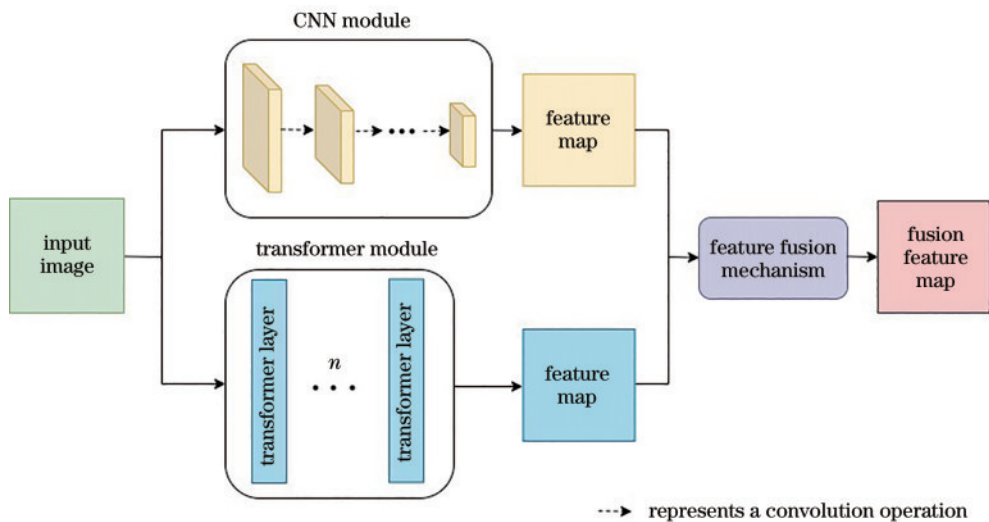 CNN module
feature
map
input
image
transformer module
transformer layer
n
transformer layer
feature
map
feature fusion
mechanism
fusion
feature
map
represents a convolution operation